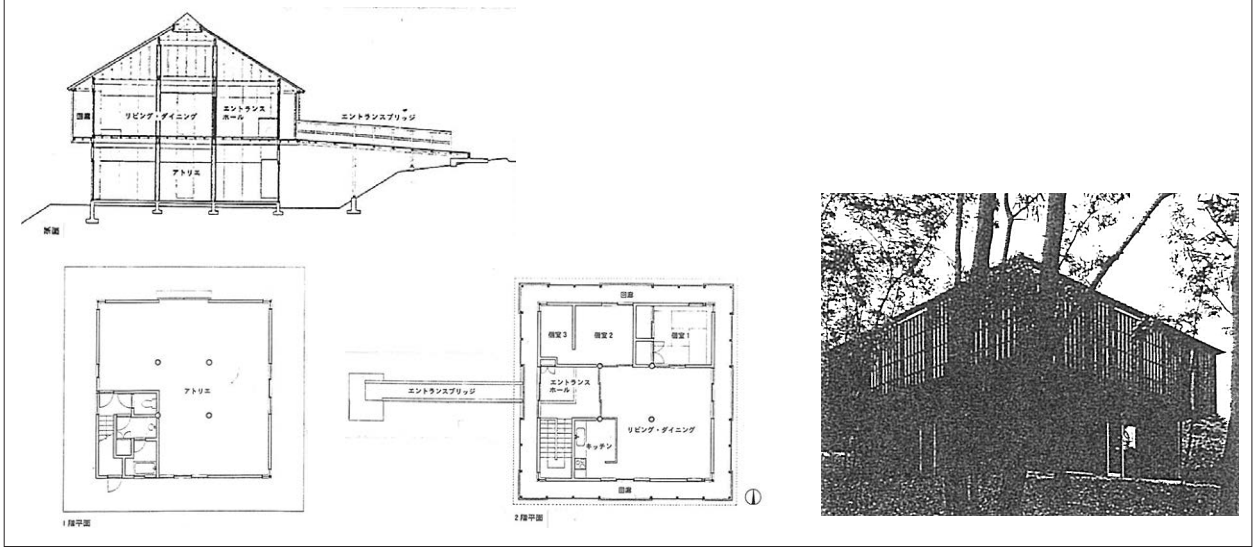 回廊
リビング・ダイニング
エントランス
ホール
エントランスブリッジ
アトリエ
断面
アトリエ
1階平面
回廊
個室3
個室2
個室1
エントランス
ホール
エントランスブリッジ
リビング・ダイニング
キッチン
回廊
2階平面